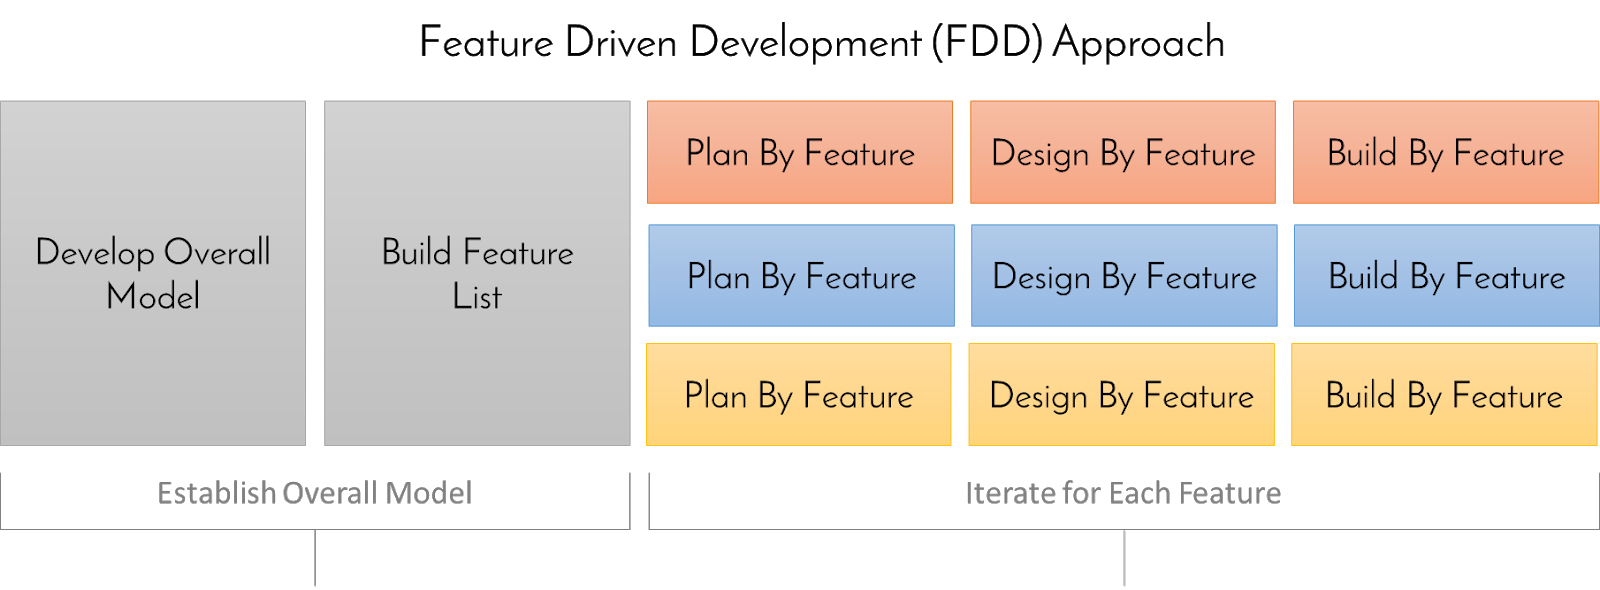 Feature Driven Development (FDD) Approach
Develop Overall
Model
Build Feature
List
Plan By Feature
Design By Feature
Build By Feature
Plan By Feature
Design By Feature
Build By Feature
Plan By Feature
Design By Feature
Build By Feature
Establish Overall Model
Iterate for Each Feature